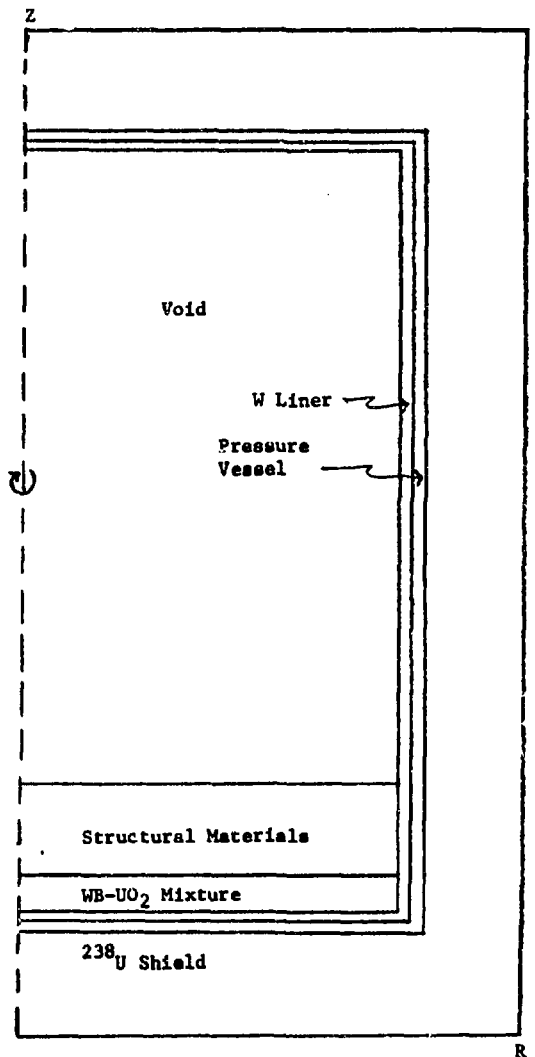 Z
Void
W Liner
Pressure
Vessel
Structural Materials
WB-UO₂ Mixture
²³⁸U Shield
R